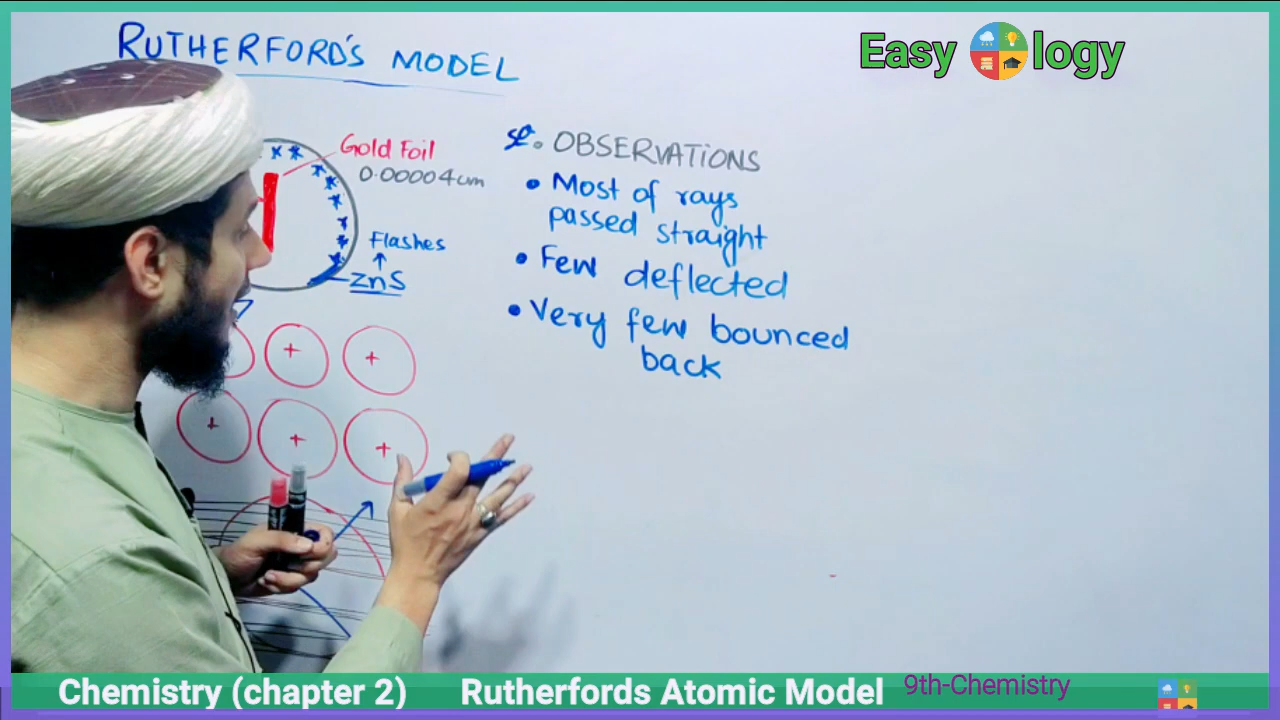 RUTHERFORD'S MODEL
Easy logy
Gold Foil
0.00004cm
Flashes
ZnS
OBSERVATIONS
• Most of rays
passed straight
• Few deflected
• Very few bounced
back
+ +
+ + +
Chemistry (chapter 2) Rutherfords Atomic Model 9th-Chemistry